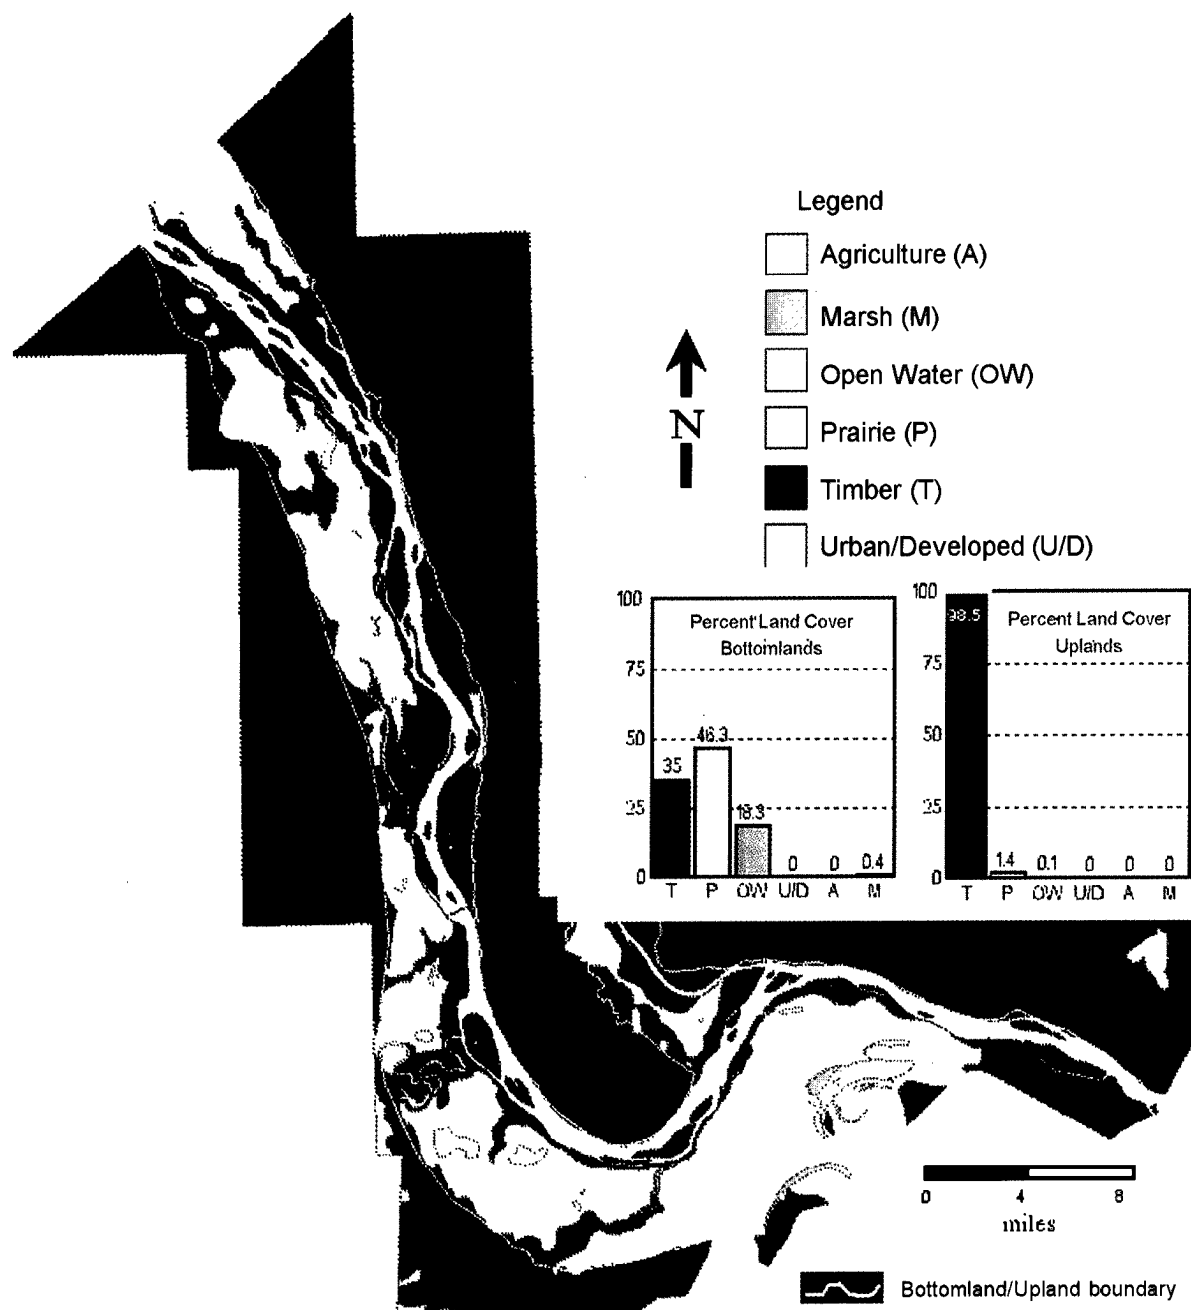 Legend
Agriculture (A)
Marsh (M)
Open Water (OW)
Prairie (P)
Timber (T)
Urban/Developed (U/D)
N
100
75
50
25
0
Percent Land Cover
Bottomlands
35
46.3
18.3
0
0
0.4
T P OW U/D A M
100
75
50
25
0
Percent Land Cover
Uplands
98.5
1.4
0.1
0
0
0
T P OW U/D A M
0 4 8
miles
Bottomland/Upland boundary